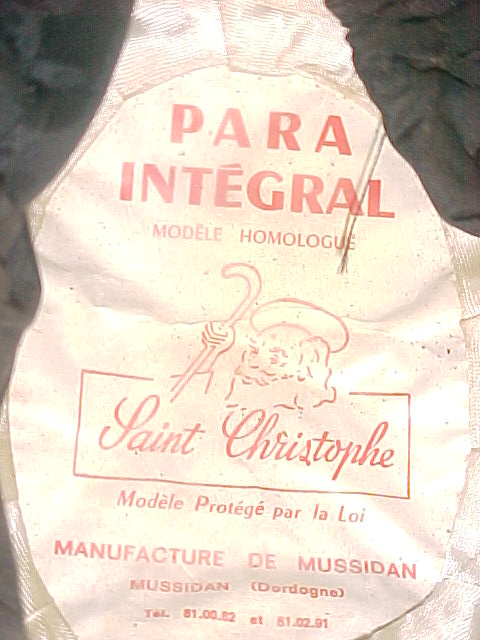 PARA
INTÉGRAL
MODÈLE HOMOLOGUÉ
Saint Christophe
Modèle Protégé par la Loi
MANUFACTURE DE MUSSIDAN
MUSSIDAN (Dordogne)
Tél. 81.00.82 et 81.02.91